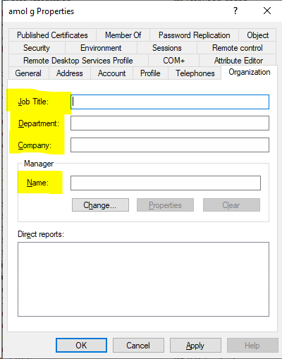 amol g Properties
Published Certificates Member Of Password Replication Object
Security Environment Sessions Remote control
Remote Desktop Services Profile COM+ Attribute Editor
General Address Account Profile Telephones Organization
Job Title:
Department:
Company:
Manager
Name:
Change... Properties Clear
Direct reports:
OK Cancel Apply Help